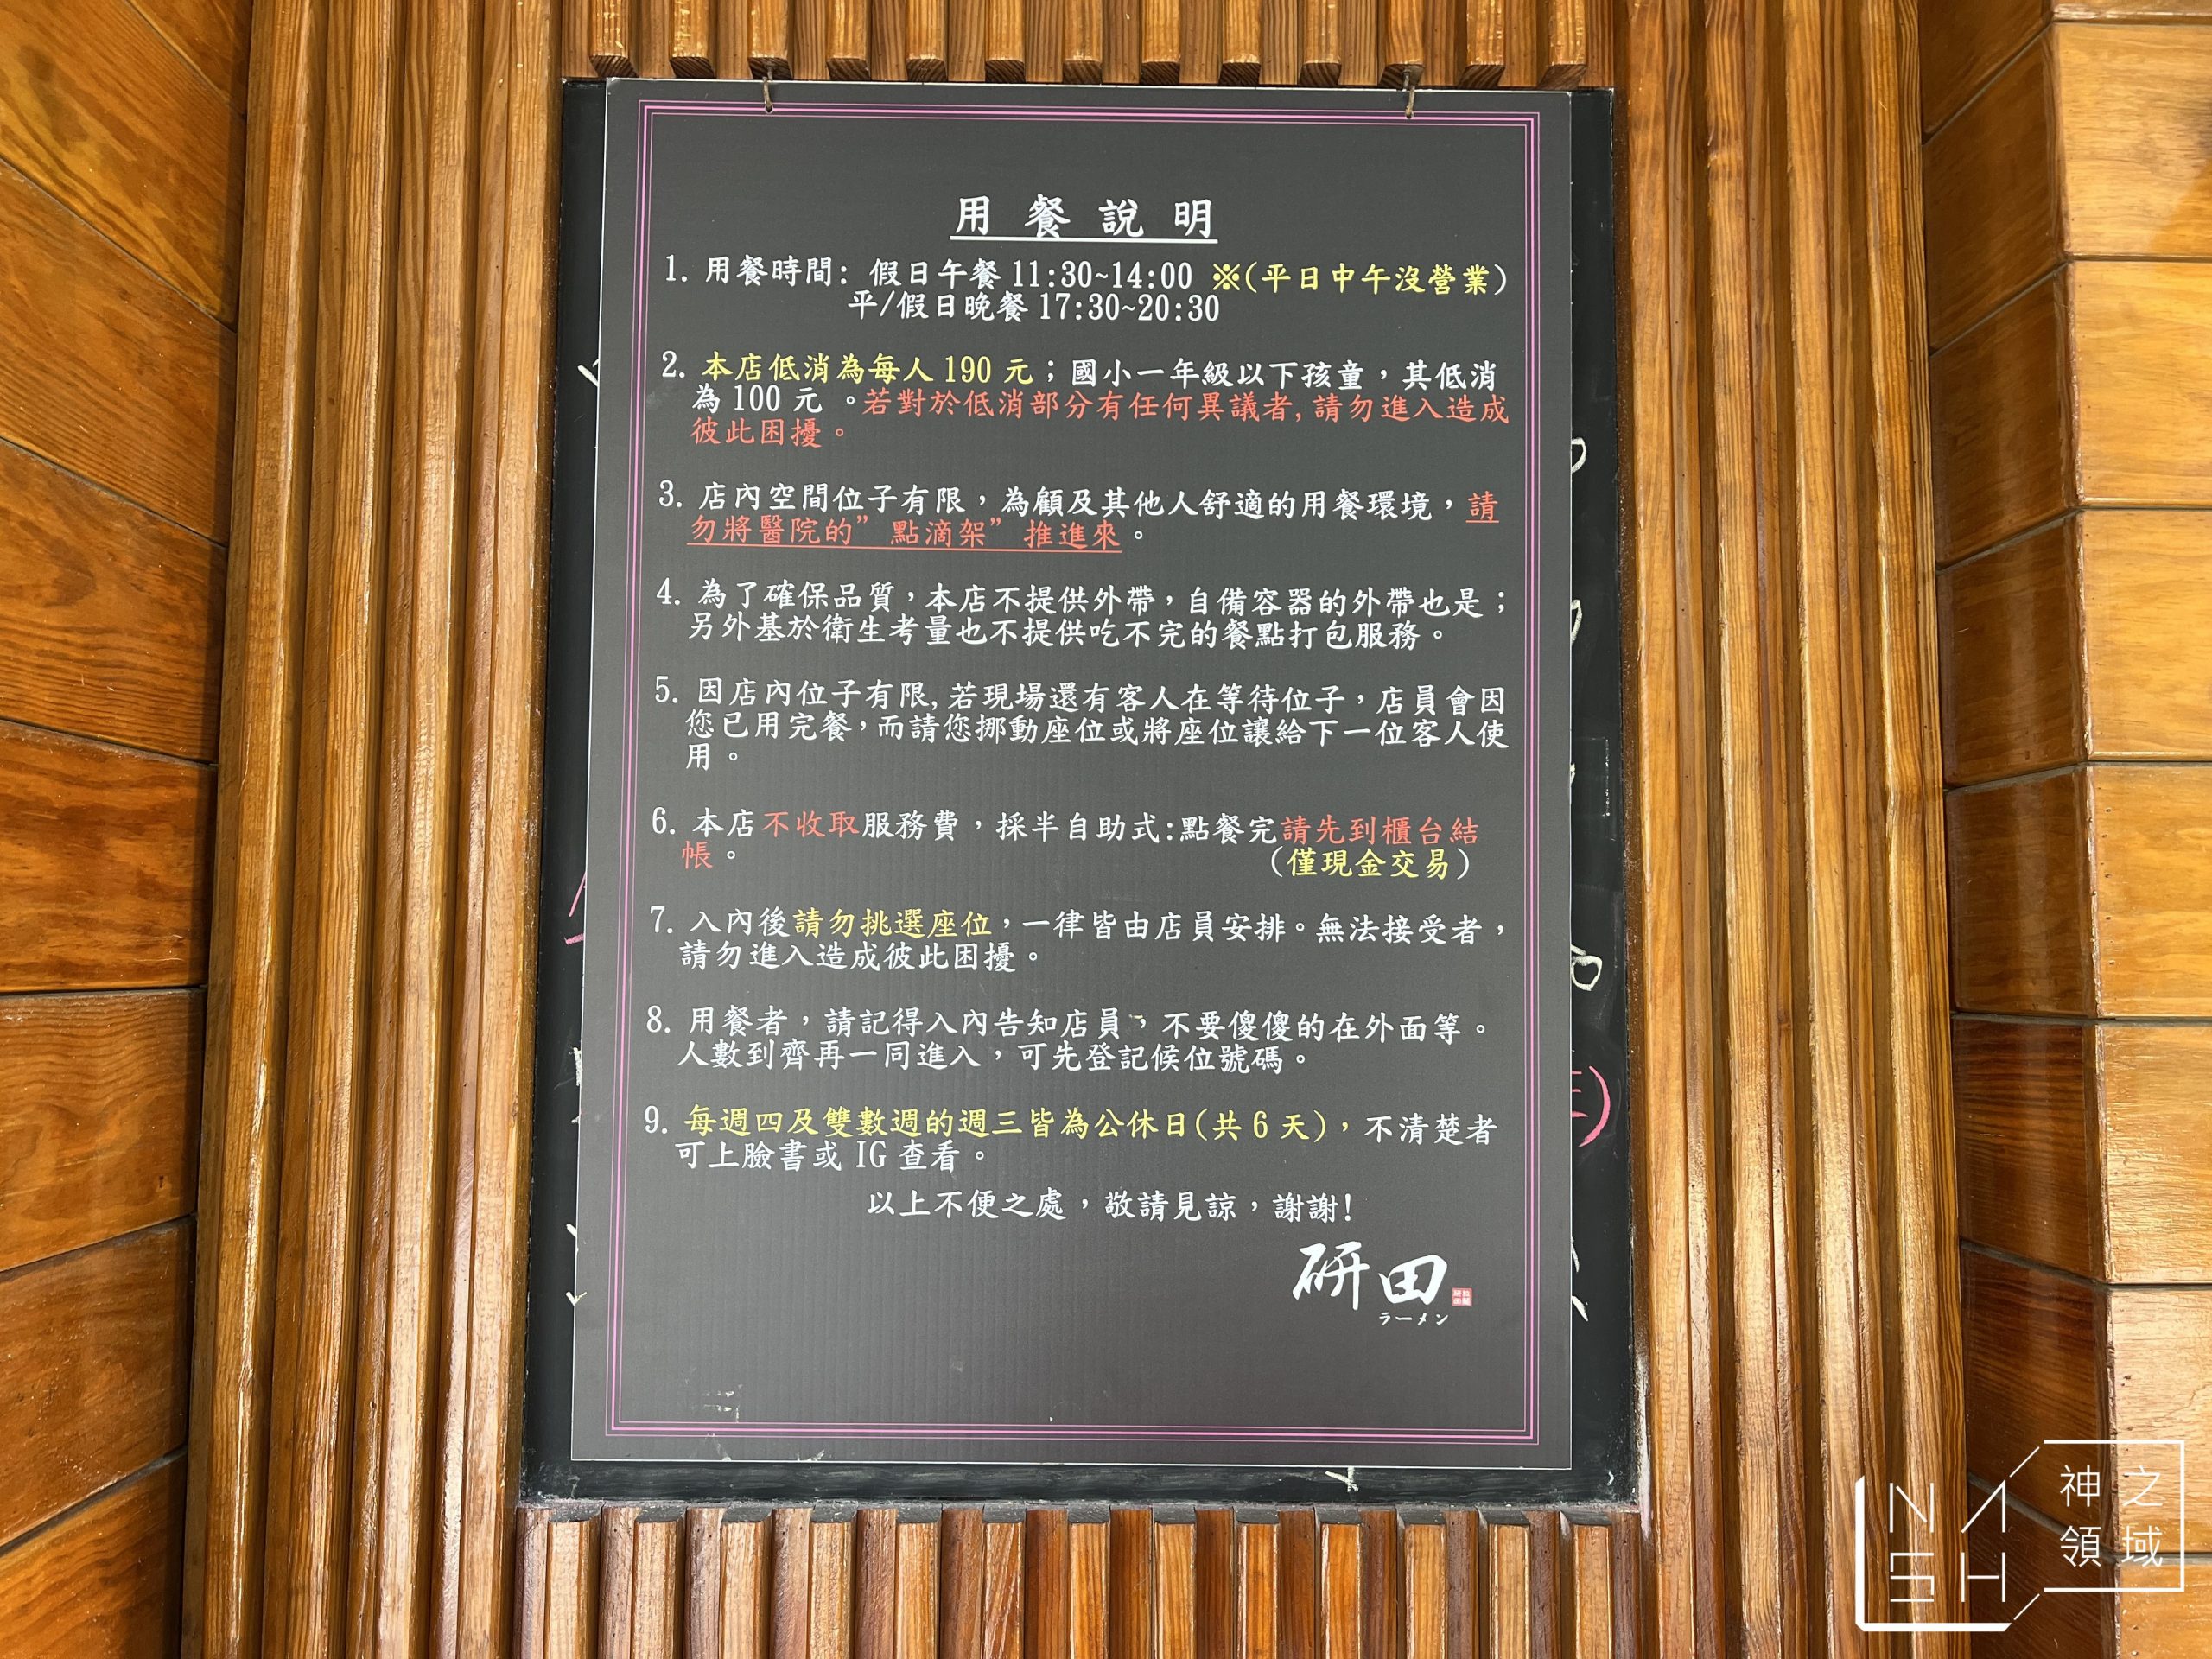 用餐說明
1. 用餐時間: 假日午餐 11:30~14:00 ※(平日中午沒營業)
平/假日晚餐 17:30~20:30
2. 本店低消為每人 190 元；國小一年級以下孩童，其低消
為 100 元 。若對於低消部分有任何異議者,請勿進入造成
彼此困擾。
3. 店內空間位子有限，為顧及其他人舒適的用餐環境，請
勿將醫院的”點滴架”推進來。
4. 為了確保品質，本店不提供外帶，自備容器的外帶也是；
另外基於衛生考量也不提供吃不完的餐點打包服務。
5. 因店內位子有限,若現場還有客人在等待位子，店員會因
您已用完餐，而請您挪動座位或將座位讓給下一位客人使
用。
6. 本店不收取服務費，採半自助式:點餐完請先到櫃台結
帳。 (僅現金交易)
7. 入內後請勿挑選座位，一律皆由店員安排。無法接受者，
請勿進入造成彼此困擾。
8. 用餐者，請記得入內告知店員，不要傻傻的在外面等。
人數到齊再一同進入，可先登記候位號碼。
9. 每週四及雙數週的週三皆為公休日(共 6 天)，不清楚者
可上臉書或 IG 查看。
以上不便之處，敬請見諒，謝謝!
研田
ラーメン
NASH
神之
領域